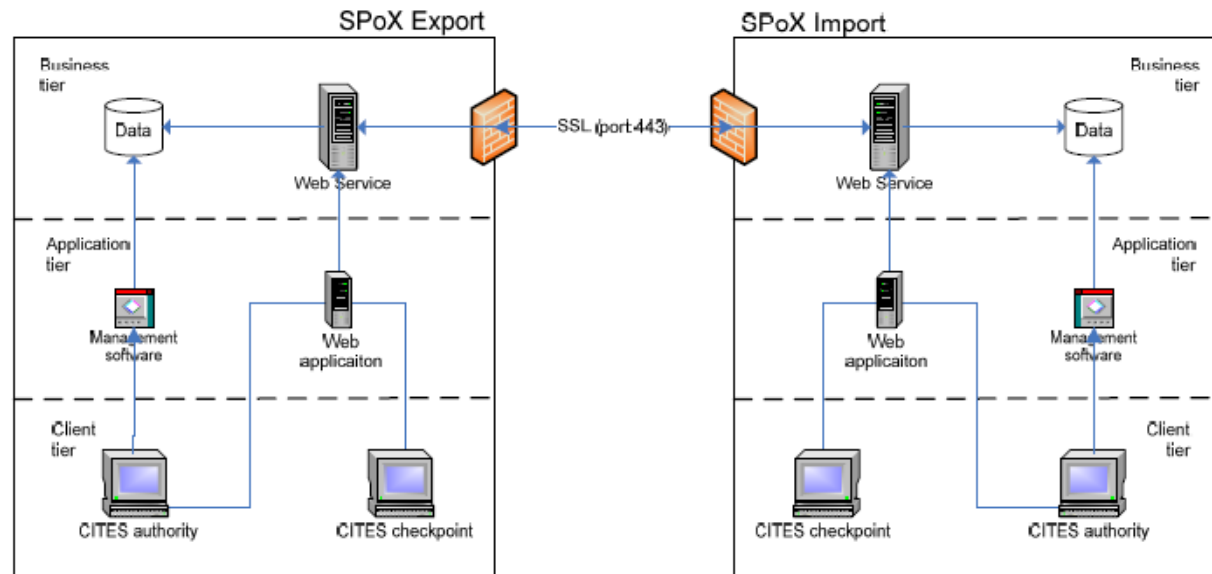 SPoX Export
SPoX Import
Business
tier
Data
Web Service
SSL (port 443)
Business
tier
Web Service
Data
Application
tier
Management
software
Web
applicaiton
Application
tier
Web
applicaiton
Management
software
Client
tier
CITES authority
CITES checkpoint
Client
tier
CITES checkpoint
CITES authority